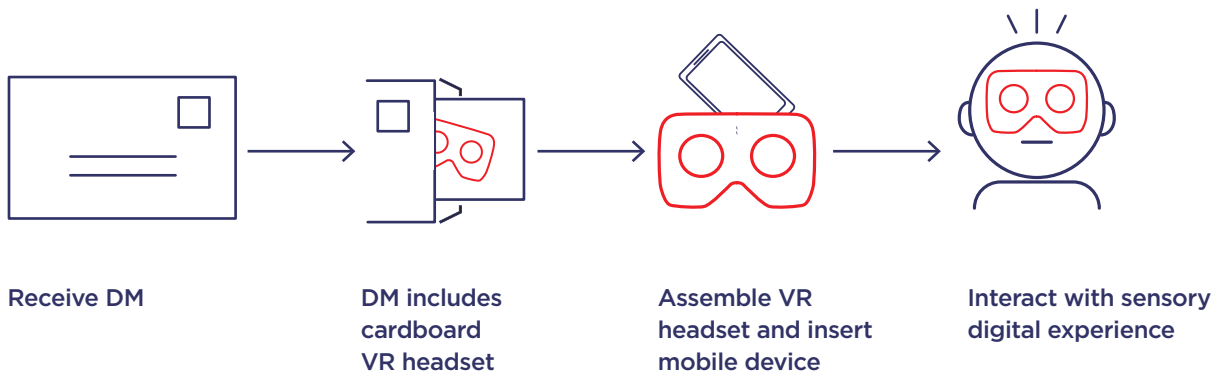 Receive DM
DM includes
cardboard
VR headset
Assemble VR
headset and insert
mobile device
Interact with sensory
digital experience